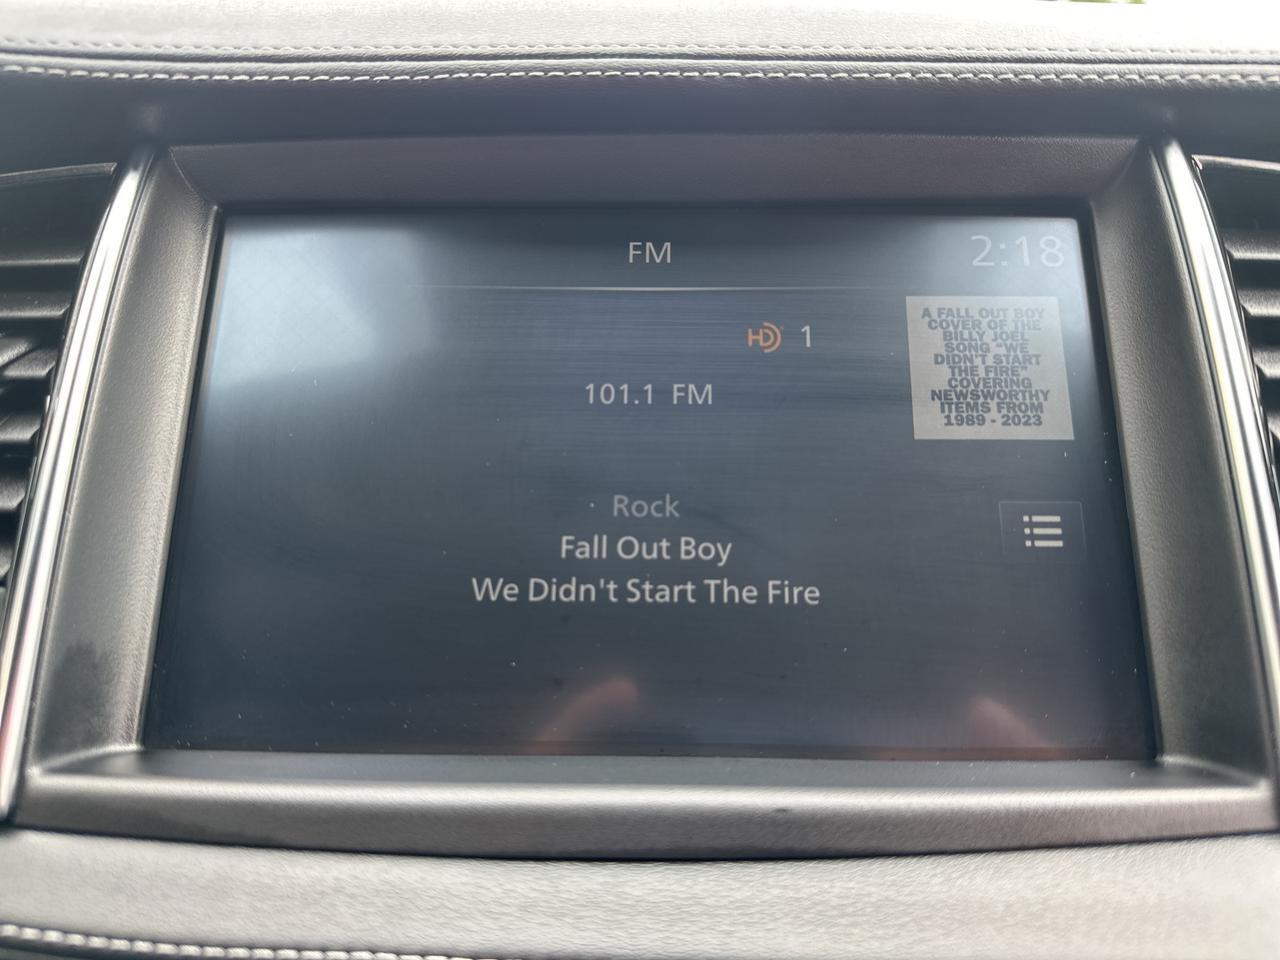 FM
2:18
HD 1
101.1 FM
A FALL OUT BOY
COVER OF THE
BILLY JOEL
SONG "WE
DIDN'T START
THE FIRE"
COVERING
NEWSWORTHY
ITEMS FROM
1989 - 2023
Rock
Fall Out Boy
We Didn't Start The Fire